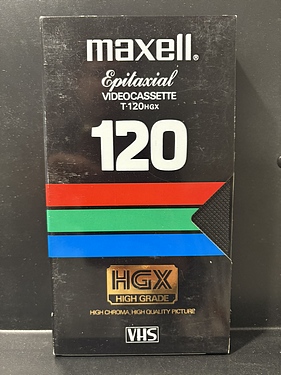 maxell®
Epitaxial
VIDEOCASSETTE
T-120HGX
120
HGX
HIGH GRADE
HIGH CHROMA, HIGH QUALITY PICTURE
VHS